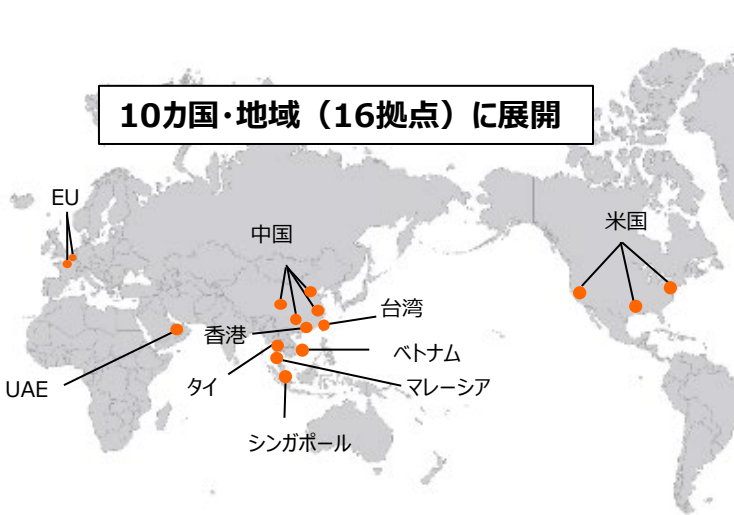 10カ国・地域（16拠点）に展開
EU
中国
米国
台湾
香港
ベトナム
UAE
タイ
マレーシア
シンガポール